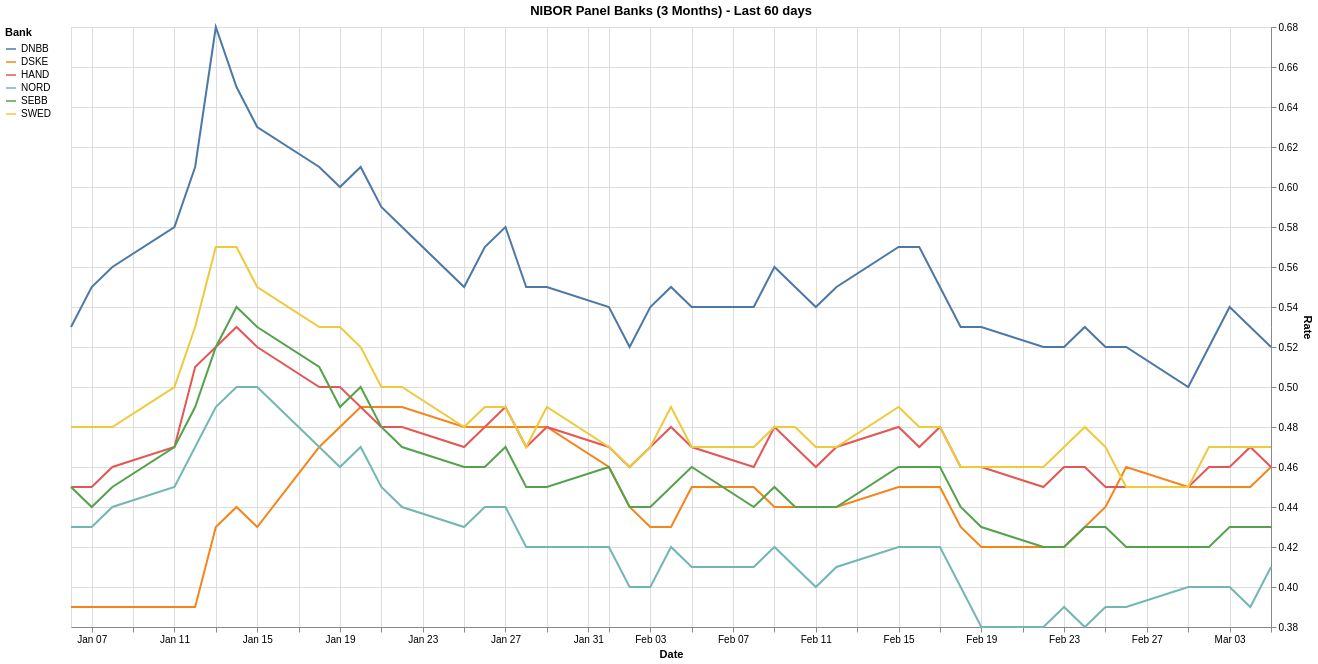 NIBOR Panel Banks (3 Months) - Last 60 days
Bank
DNBB
DSKE
HAND
NORD
SEBB
SWED
0.68
0.66
0.64
0.62
0.60
0.58
0.56
0.54
0.52
0.50
0.48
0.46
0.44
0.42
0.40
0.38
Rate
Jan 07 Jan 11 Jan 15 Jan 19 Jan 23 Jan 27 Jan 31 Feb 03 Feb 07 Feb 11 Feb 15 Feb 19 Feb 23 Feb 27 Mar 03
Date